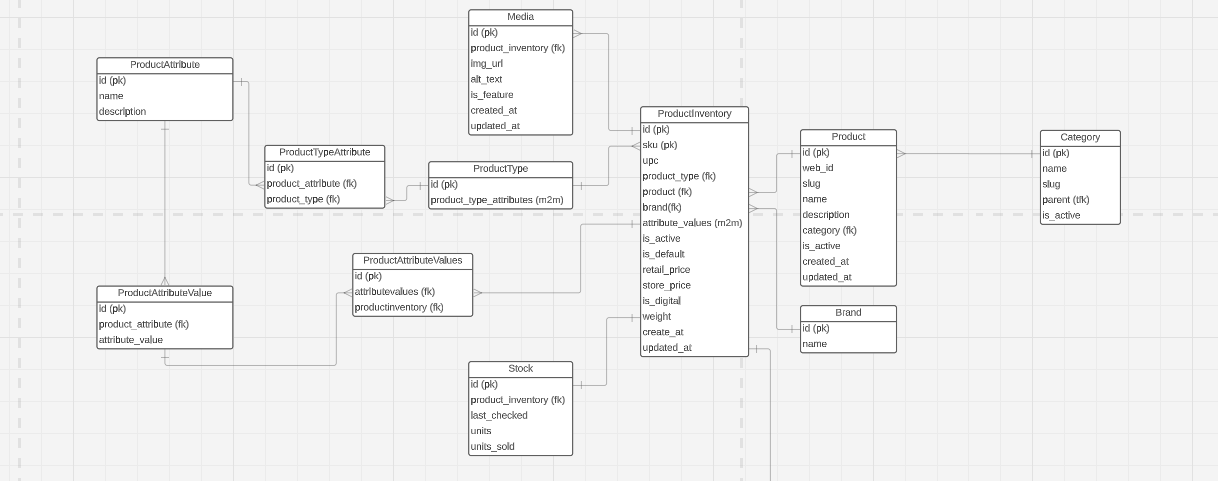 Media
id (pk)
product_inventory (fk)
img_url
alt_text
is_feature
created_at
updated_at
ProductAttribute
id (pk)
name
description
ProductTypeAttribute
id (pk)
product_attribute (fk)
product_type (fk)
ProductType
id (pk)
product_type_attributes (m2m)
ProductInventory
id (pk)
sku (pk)
upc
product_type (fk)
product (fk)
brand(fk)
attribute_values (m2m)
is_active
is_default
retail_price
store_price
is_digital
weight
create_at
updated_at
Product
id (pk)
web_id
slug
name
description
category (fk)
is_active
created_at
updated_at
Category
id (pk)
name
slug
parent (tfk)
is_active
ProductAttributeValues
id (pk)
attributevalues (fk)
productinventory (fk)
ProductAttributeValue
id (pk)
product_attribute (fk)
attribute_value
Brand
id (pk)
name
Stock
id (pk)
product_inventory (fk)
last_checked
units
units_sold